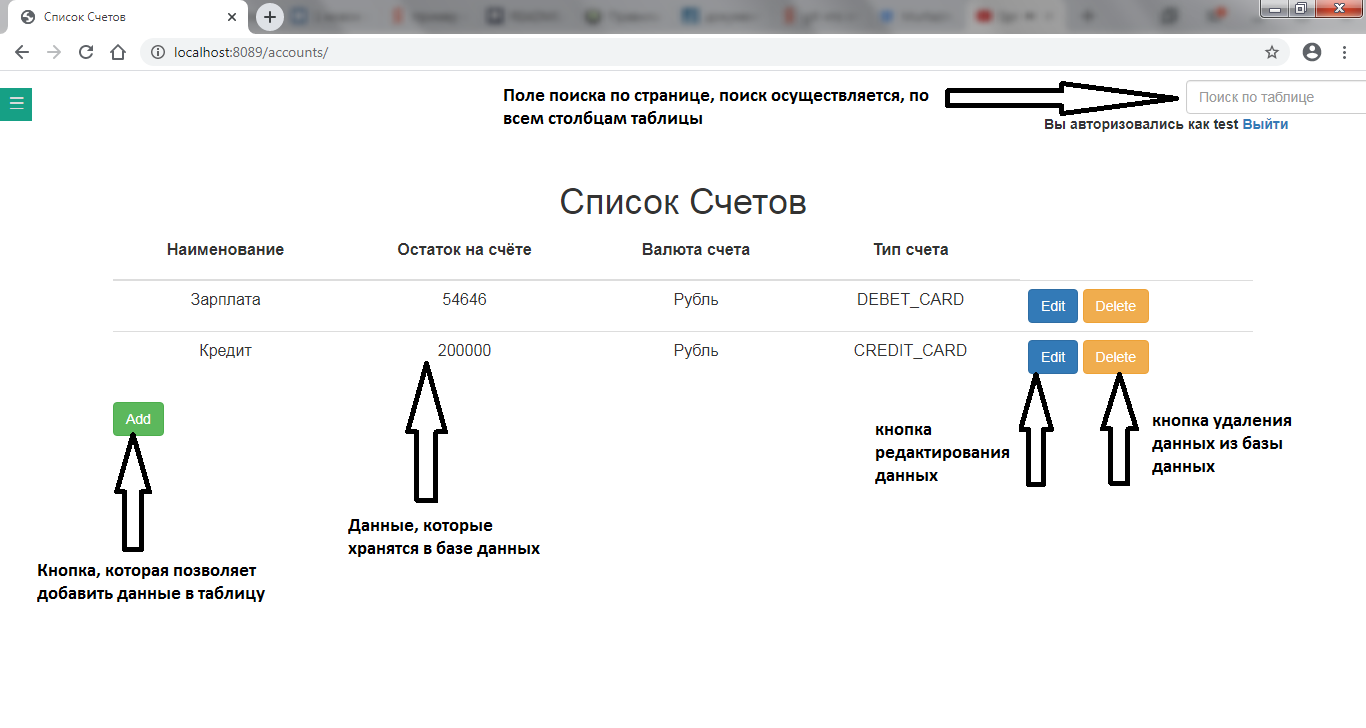 Список Счетов
localhost:8089/accounts/
Поле поиска по странице, поиск осуществляется, по
всем столбцам таблицы
Поиск по таблице
Вы авторизовались как test Выйти
Список Счетов
Наименование Остаток на счёте Валюта счета Тип счета
Зарплата 54646 Рубль DEBET_CARD Edit Delete
Кредит 200000 Рубль CREDIT_CARD Edit Delete
Add
кнопка
редактирования
данных
кнопка удаления
данных из базы
данных
Данные, которые
хранятся в базе данных
Кнопка, которая позволяет
добавить данные в таблицу